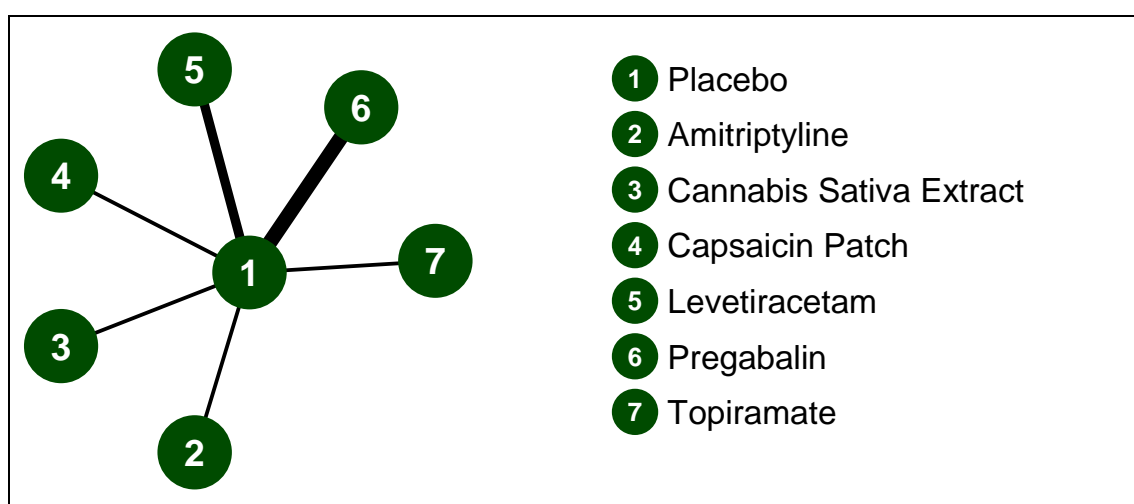 5
6
4
1
7
3
2
1 Placebo
2 Amitriptyline
3 Cannabis Sativa Extract
4 Capsaicin Patch
5 Levetiracetam
6 Pregabalin
7 Topiramate